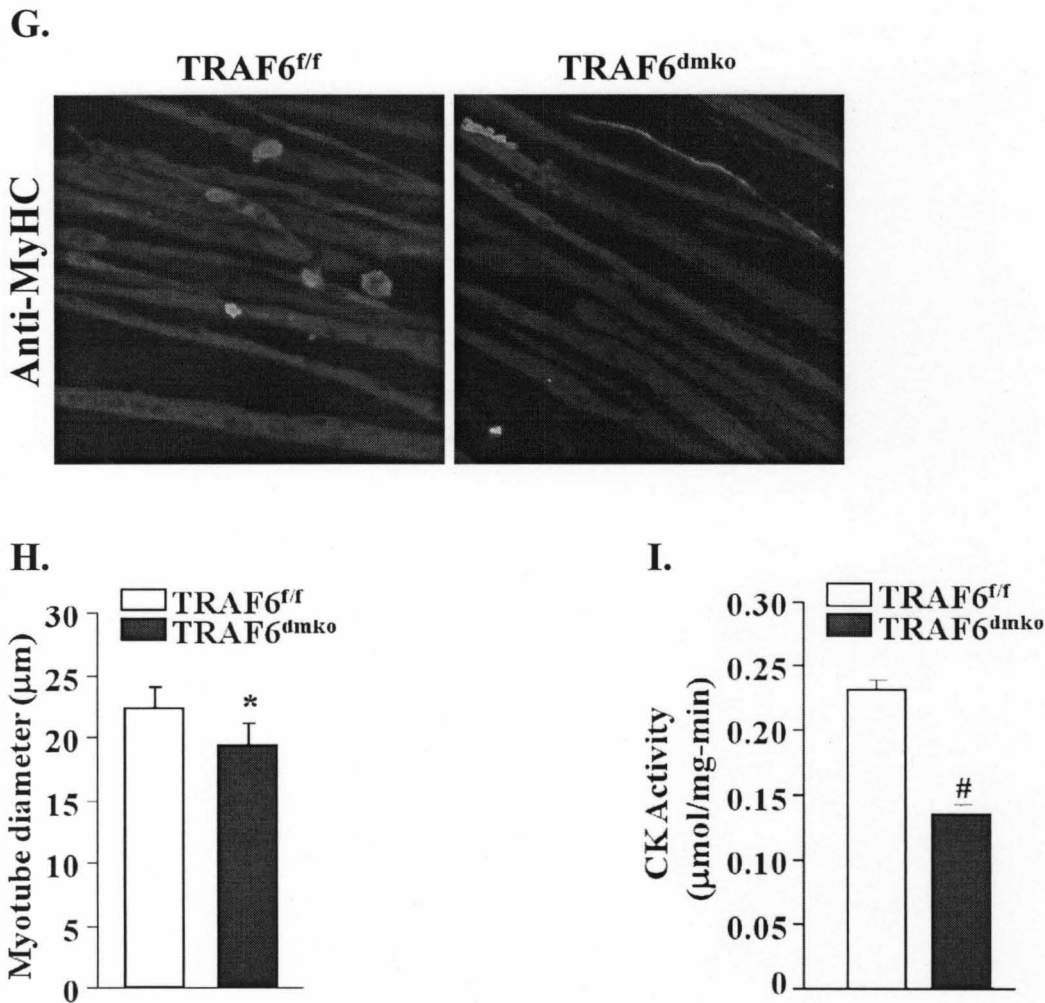 G.
TRAF6f/f
TRAF6dmko
Anti-MyHC
H.
TRAF6f/f
TRAF6dmko
Myotube diameter (μm)
30
25
20
15
10
5
0
*
I.
TRAF6f/f
TRAF6dmko
CK Activity
(μmol/mg-min)
0.30
0.25
0.20
0.15
0.10
0.05
0
#